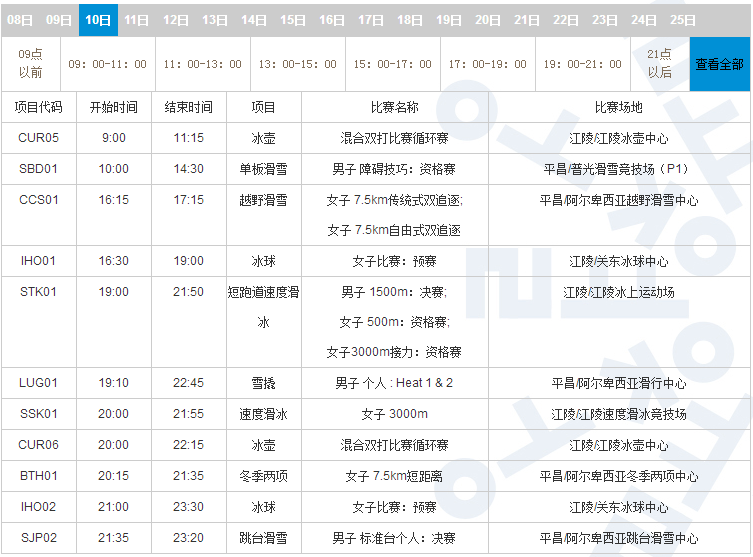 08日 09日 10日 11日 12日 13日 14日 15日 16日 17日 18日 19日 20日 21日 22日 23日 24日 25日
09点以前 09：00-11：00 11：00-13：00 13：00-15：00 15：00-17：00 17：00-19：00 19：00-21：00 21点以后 查看全部
项目代码 开始时间 结束时间 项目 比赛名称 比赛场地
CUR05 9:00 11:15 冰壶 混合双打比赛循环赛 江陵/江陵冰壶中心
SBD01 10:00 14:30 单板滑雪 男子 障碍技巧：资格赛 平昌/普光滑雪竞技场（P1）
CCS01 16:15 17:15 越野滑雪 女子 7.5km传统式双追逐; 平昌/阿尔卑西亚越野滑雪中心
女子 7.5km自由式双追逐
IHO01 16:30 19:00 冰球 女子比赛：预赛 江陵/关东冰球中心
STK01 19:00 21:50 短跑道速度滑冰 男子 1500m：决赛; 江陵/江陵冰上运动场
女子 500m：资格赛;
女子3000m接力：资格赛
LUG01 19:10 22:45 雪撬 男子 个人 : Heat 1 & 2 平昌/阿尔卑西亚滑行中心
SSK01 20:00 21:55 速度滑冰 女子 3000m 江陵/江陵速度滑冰竞技场
CUR06 20:00 22:15 冰壶 混合双打比赛循环赛 江陵/江陵冰壶中心
BTH01 20:15 21:35 冬季两项 女子 7.5km短距离 平昌/阿尔卑西亚冬季两项中心
IHO02 21:00 23:30 冰球 女子比赛：预赛 江陵/关东冰球中心
SJP02 21:35 23:20 跳台滑雪 男子 标准台个人：决赛 平昌/阿尔卑西亚跳台滑雪中心